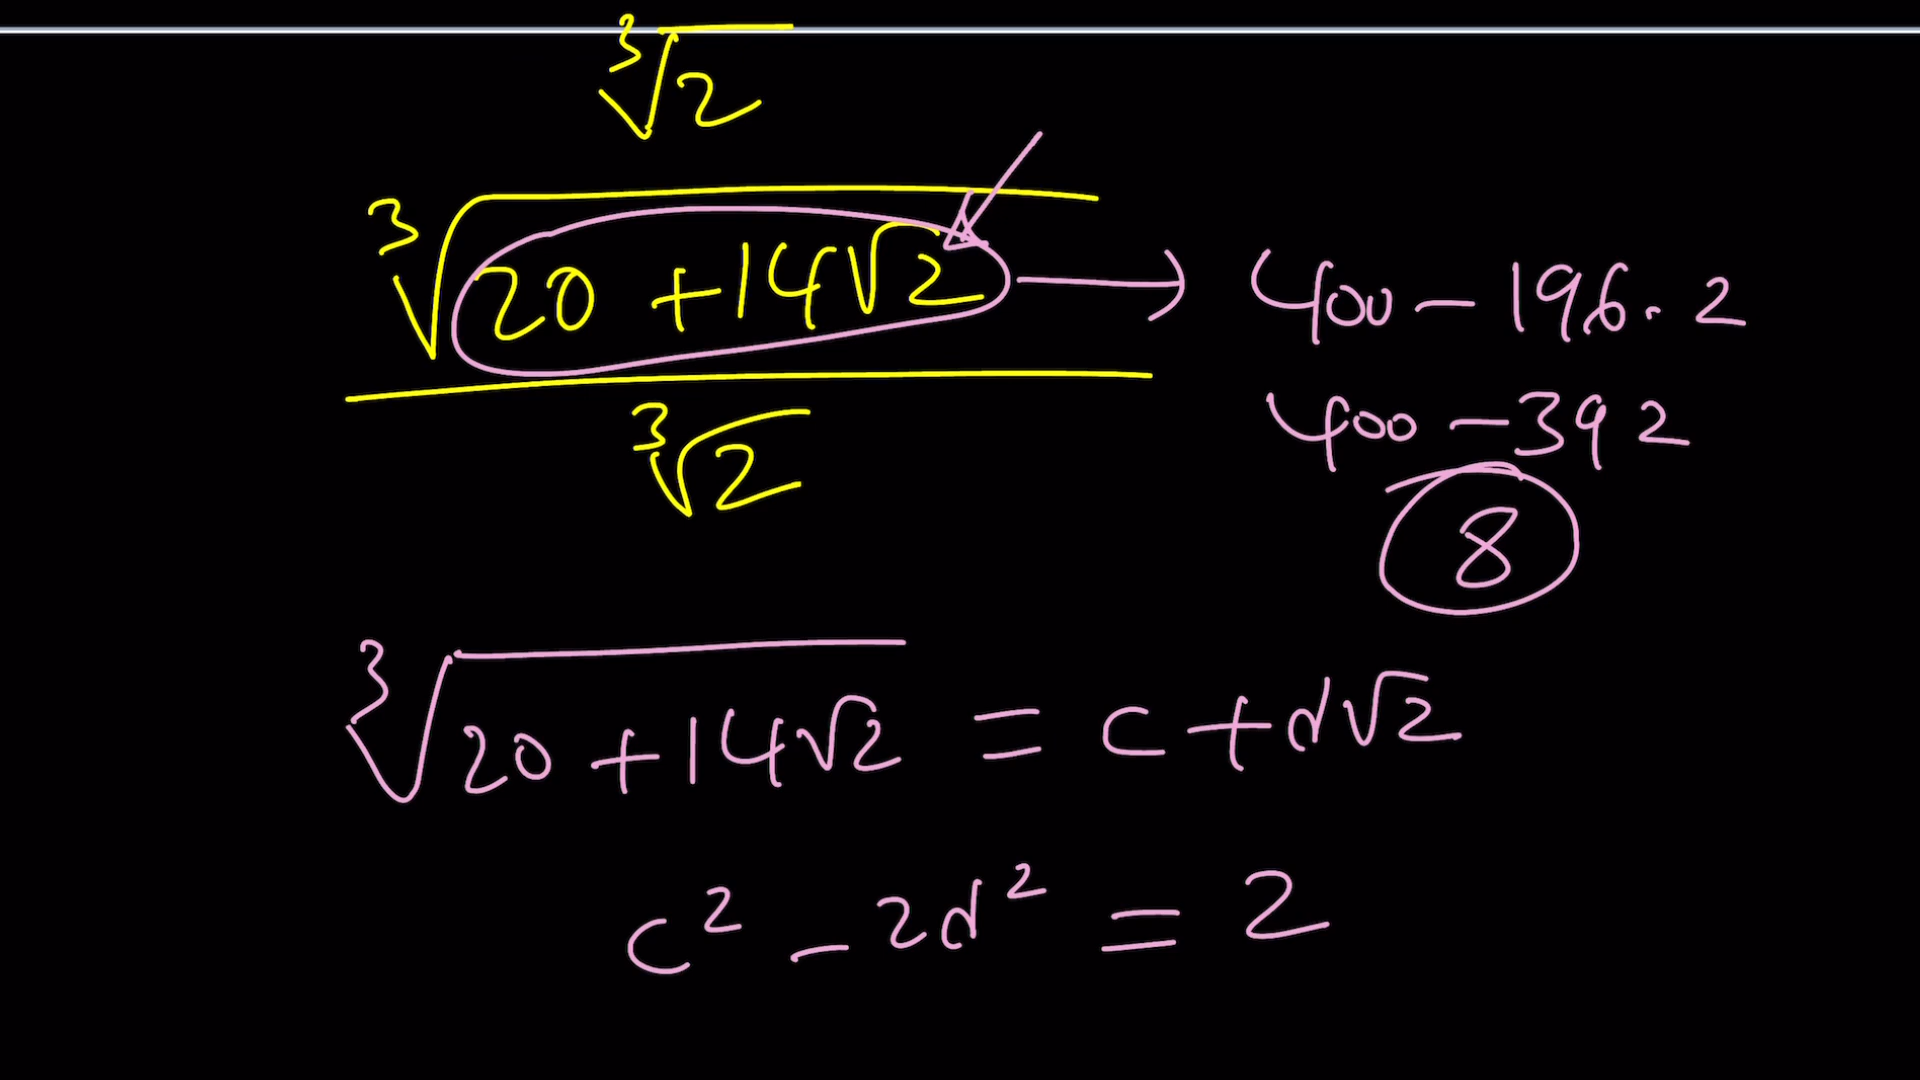 ∛2
∛(20 + 14√2) → 400 − 196 · 2
400 − 392
∛2
8
∛(20 + 14√2) = c + d√2
c² − 2d² = 2